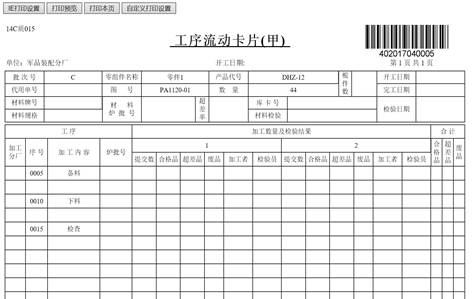 IE打印设置 打印预览 打印本页 自定义打印设置
14C质015
工序流动卡片(甲)
402017040005
单位：军品装配分厂 开工日期: 第1页共1页
批次号 C 零组件名称 零件1 产品代号 DHZ-12 板件数 开工日期
代用单号 图号 PA1120-01 数量 44 完工日期
材料牌号 材料炉批号 超差率 库卡号 检验日期
材料规格 材料检验
工序 加工数量及检验结果 合计
加工分厂 序号 加工内容 炉批号 1 2 合格品 超差品 废品
提交数 合格品 超差品 废品 加工者 检验员 提交数 合格品 超差品 废品 加工者 检验员
0005 备料
0010 下料
0015 检查